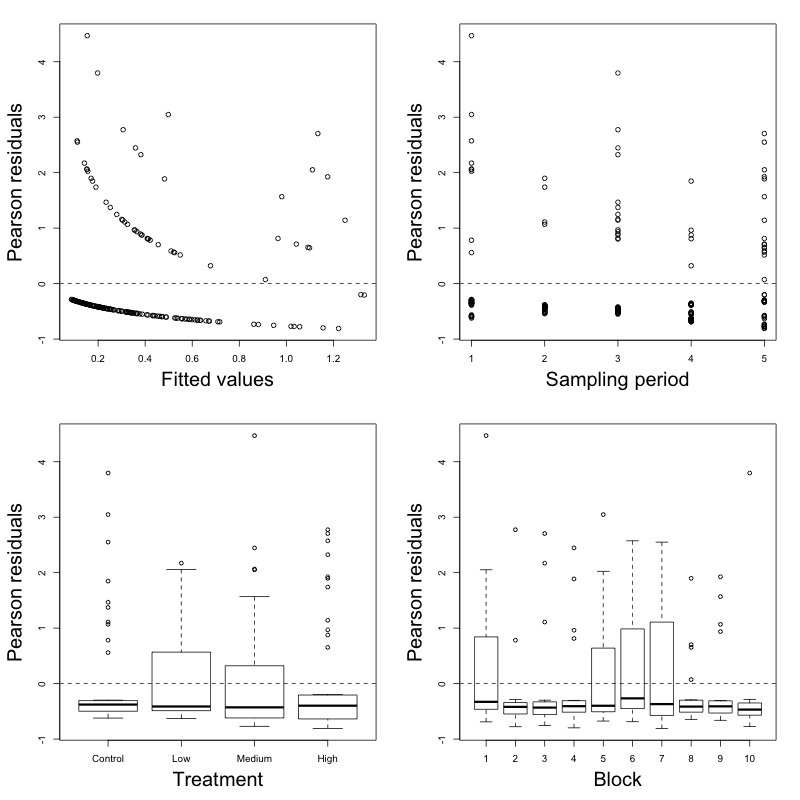 Pearson residuals
4
3
2
1
0
-1
0.2 0.4 0.6 0.8 1.0 1.2
Fitted values
Pearson residuals
4
3
2
1
0
-1
1 2 3 4 5
Sampling period
Pearson residuals
4
3
2
1
0
-1
Control Low Medium High
Treatment
Pearson residuals
4
3
2
1
0
-1
1 2 3 4 5 6 7 8 9 10
Block